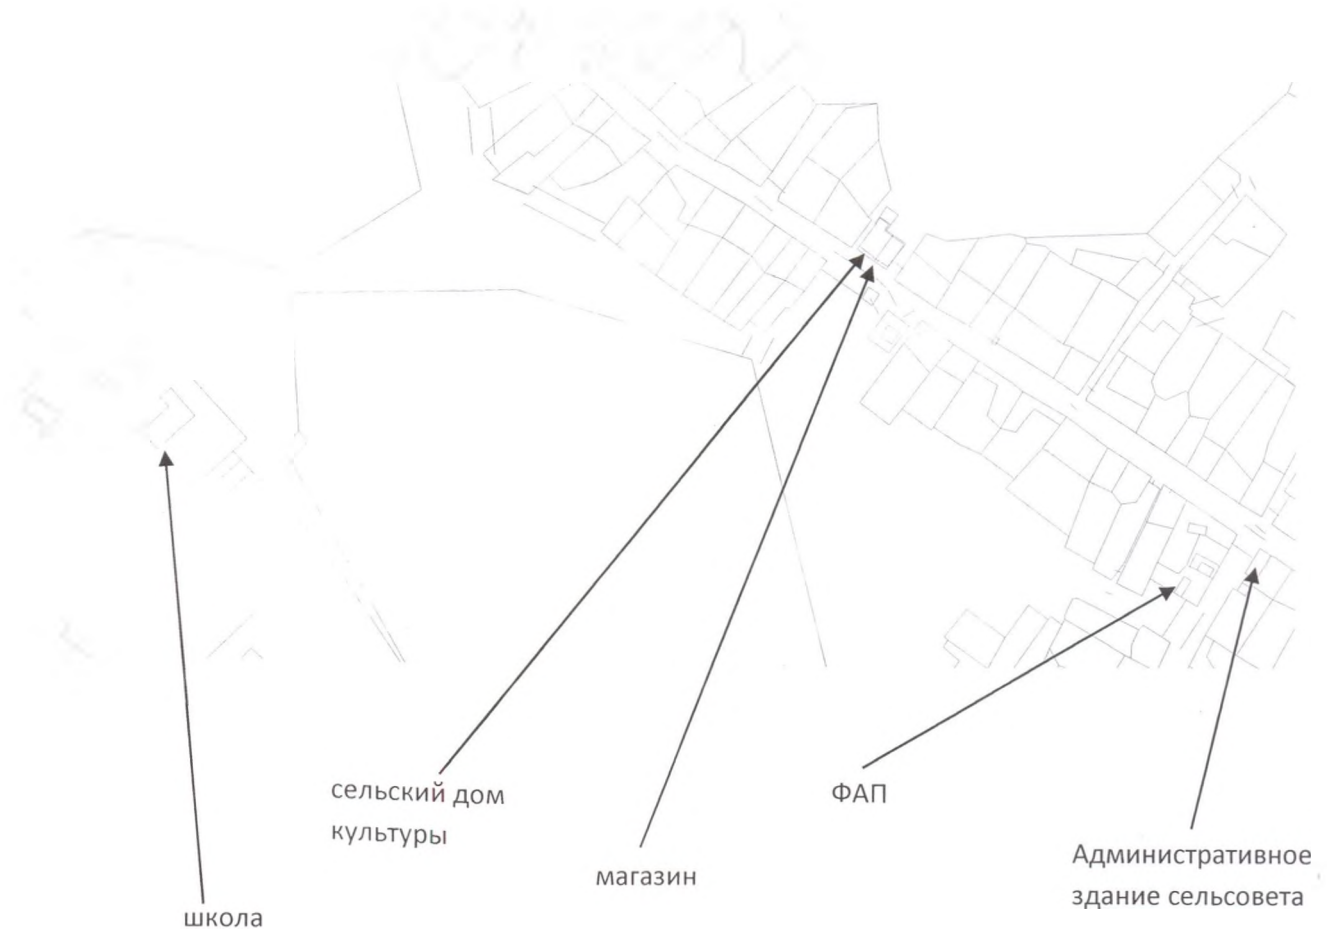 сельский дом
культуры
ФАП
магазин
Административное
здание сельсовета
школа